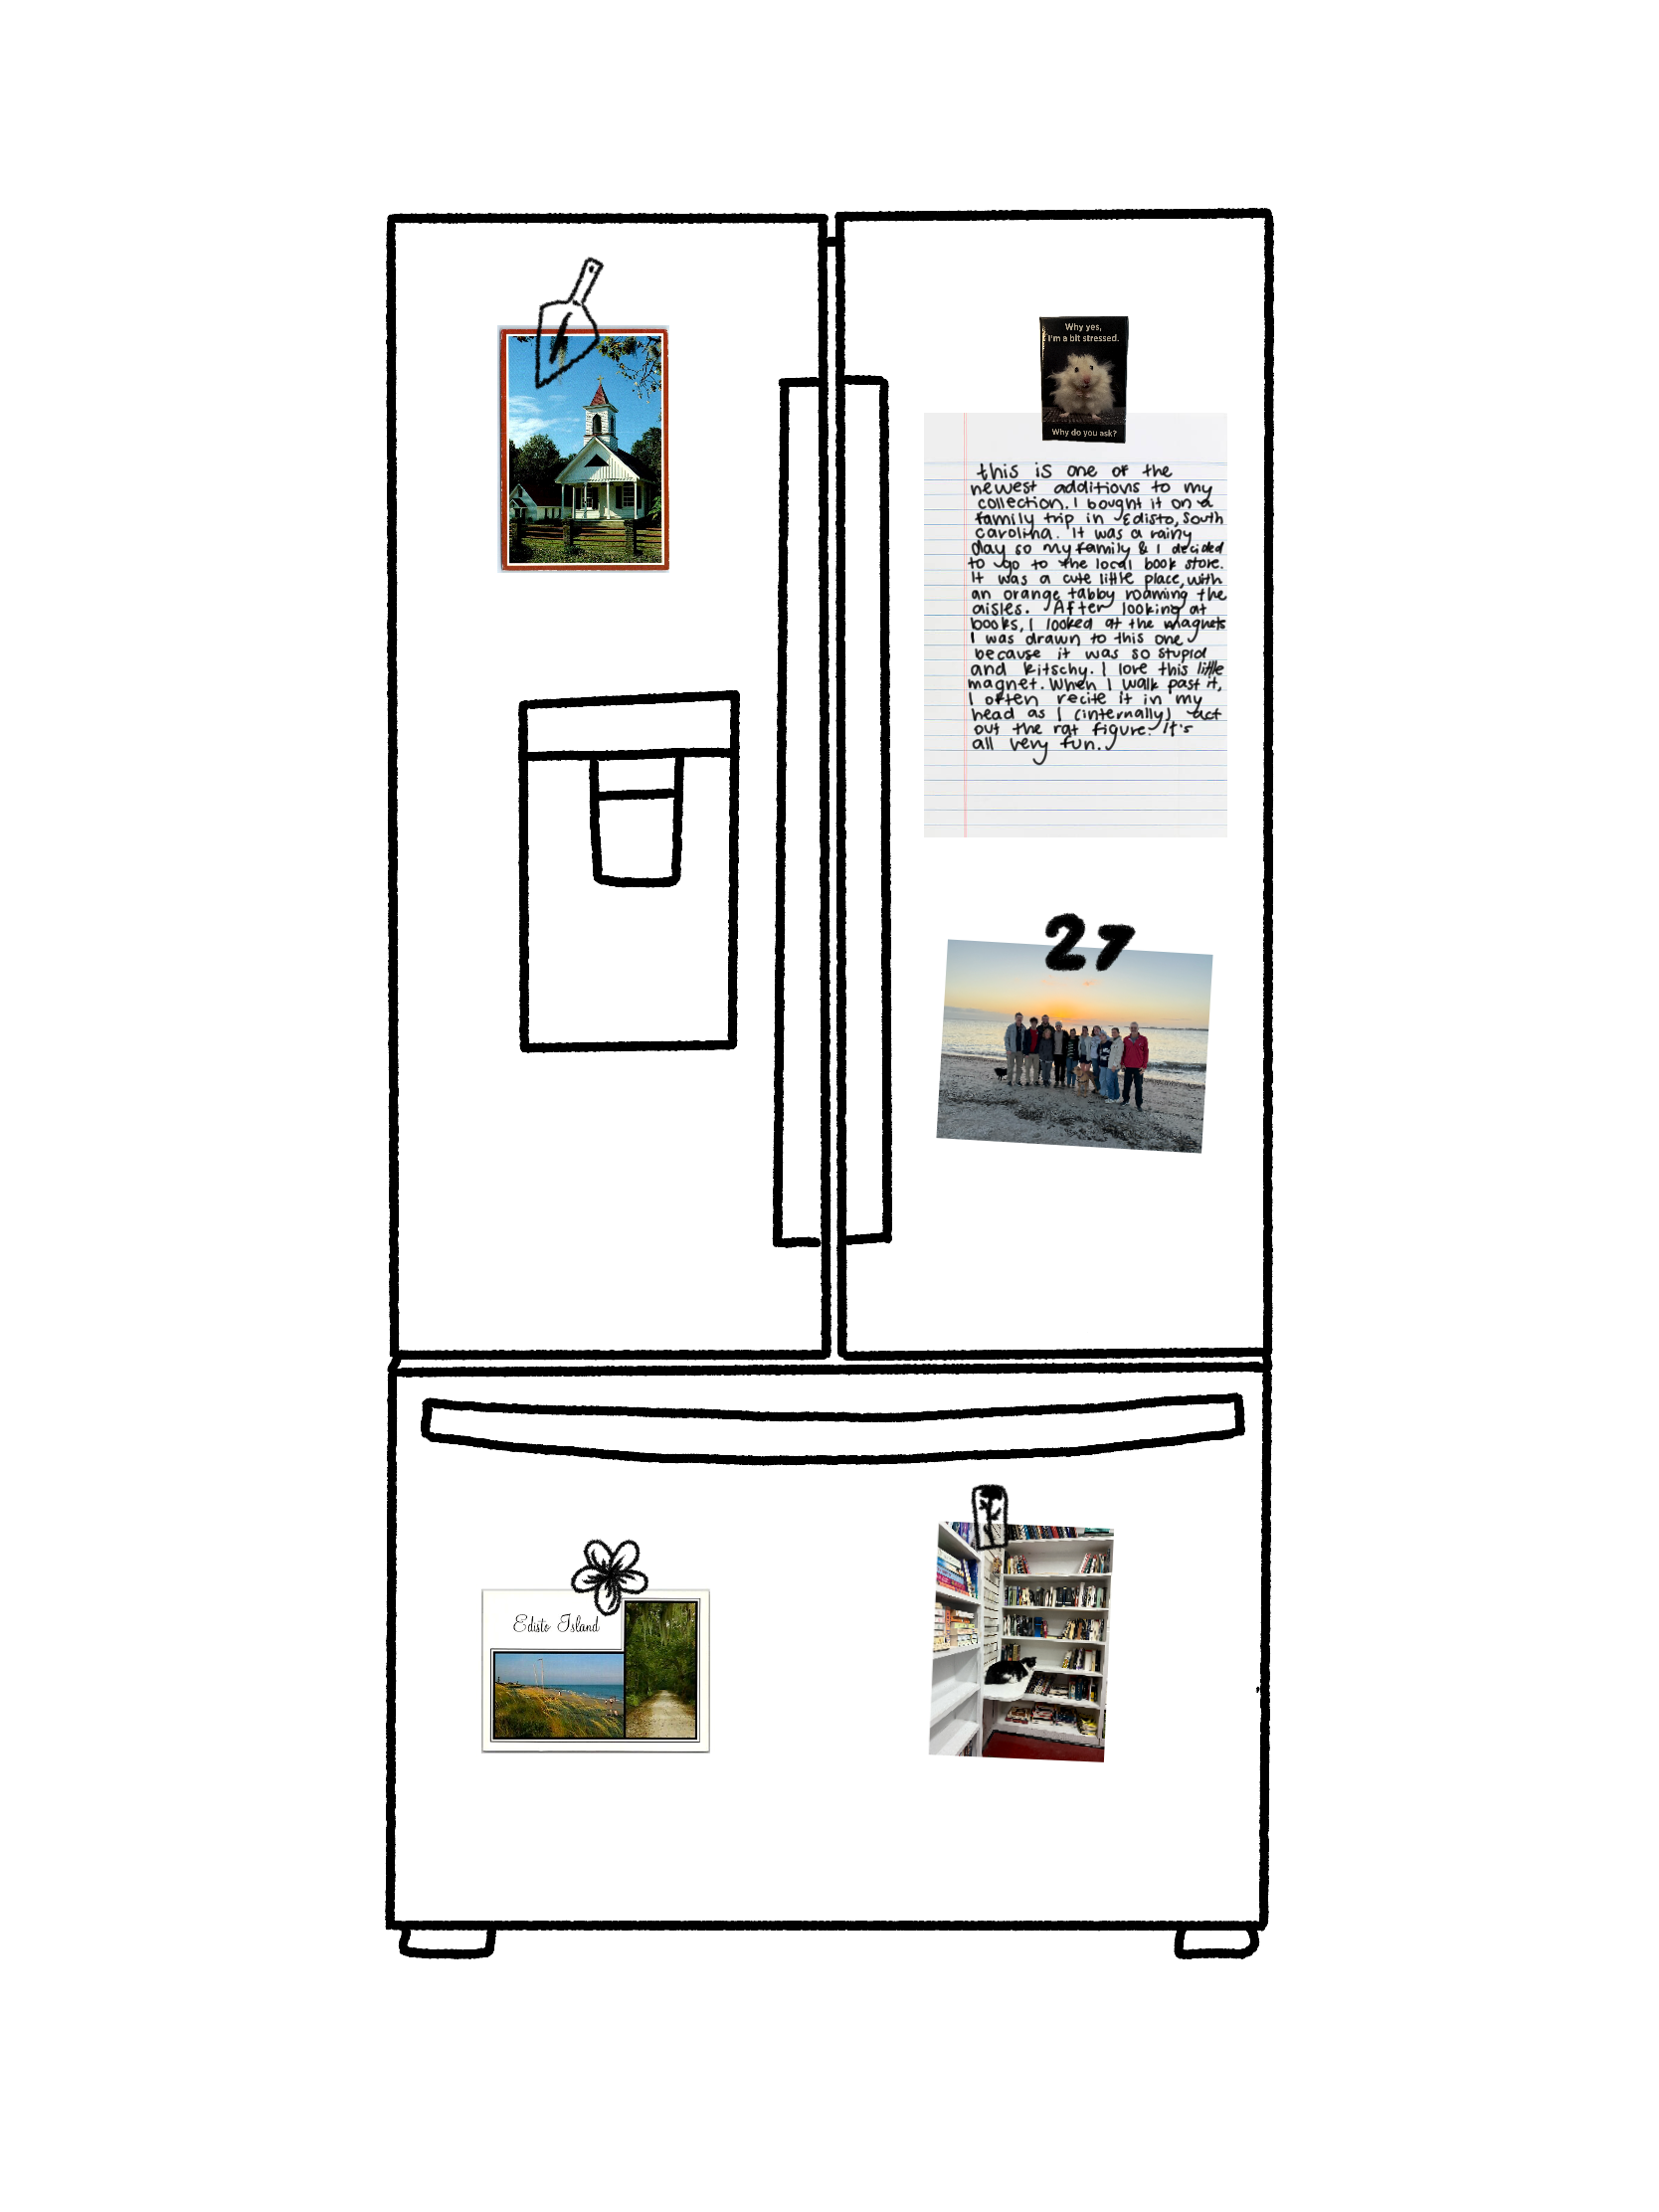 Why yes,
I'm a bit stressed.
Why do you ask?
this is one of the
newest additions to my
collection. I bought it on a
family trip in Edisto, South
Carolina. It was a rainy
day so my family & I decided
to go to the local book store.
It was a cute little place, with
an orange tabby roaming the
aisles. After looking at
books, I looked at the magnets
I was drawn to this one
because it was so stupid
and kitschy. I love this little
magnet. When I walk past it,
I often recite it in my
head as I (internally) act
out the rat figure. It's
all very fun.
27
Edisto Island